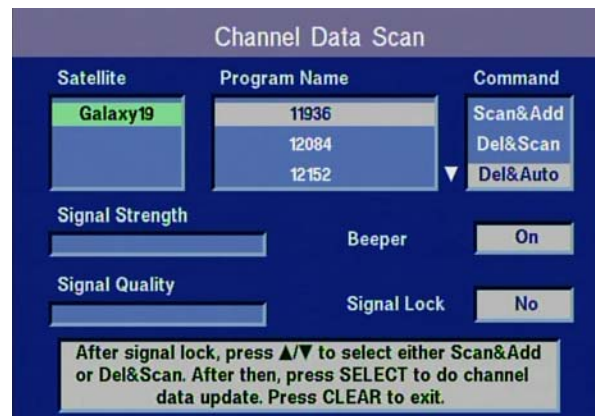 Channel Data Scan
Satellite Program Name Command
Galaxy19 11936 Scan&Add
12084 Del&Scan
12152 ▼ Del&Auto
Signal Strength
Beeper On
Signal Quality
Signal Lock No
After signal lock, press ▲/▼ to select either Scan&Add
or Del&Scan. After then, press SELECT to do channel
data update. Press CLEAR to exit.